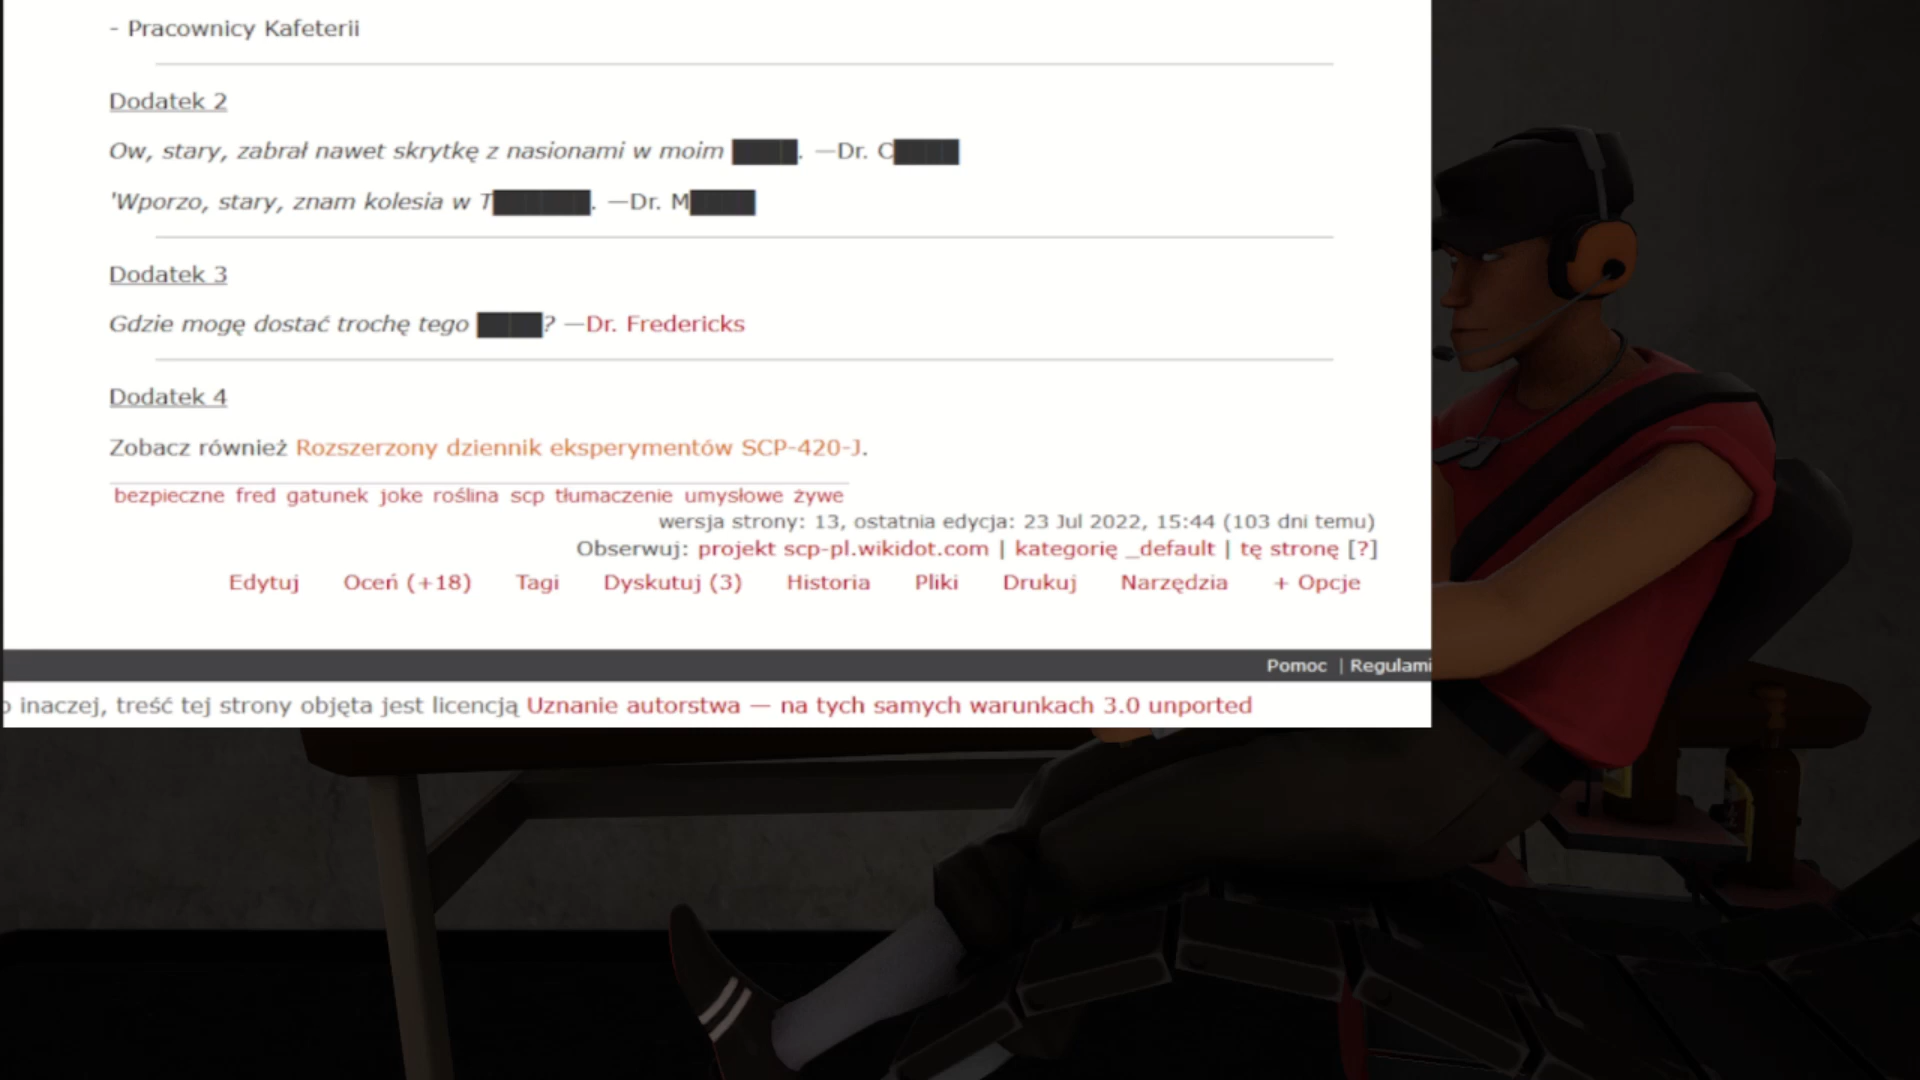 - Pracownicy Kafeterii
Dodatek 2
Ow, stary, zabrał nawet skrytkę z nasionami w moim ████. —Dr. C████
'Wporzo, stary, znam kolesia w T██████. —Dr. M████
Dodatek 3
Gdzie mogę dostać trochę tego ████? —Dr. Fredericks
Dodatek 4
Zobacz również Rozszerzony dziennik eksperymentów SCP-420-J.
bezpieczne fred gatunek joke roślina scp tłumaczenie umysłowe żywe
wersja strony: 13, ostatnia edycja: 23 Jul 2022, 15:44 (103 dni temu)
Obserwuj: projekt scp-pl.wikidot.com | kategorię _default | tę stronę [?]
Edytuj Oceń (+18) Tagi Dyskutuj (3) Historia Pliki Drukuj Narzędzia + Opcje
Pomoc | Regulami
o inaczej, treść tej strony objęta jest licencją Uznanie autorstwa — na tych samych warunkach 3.0 unported